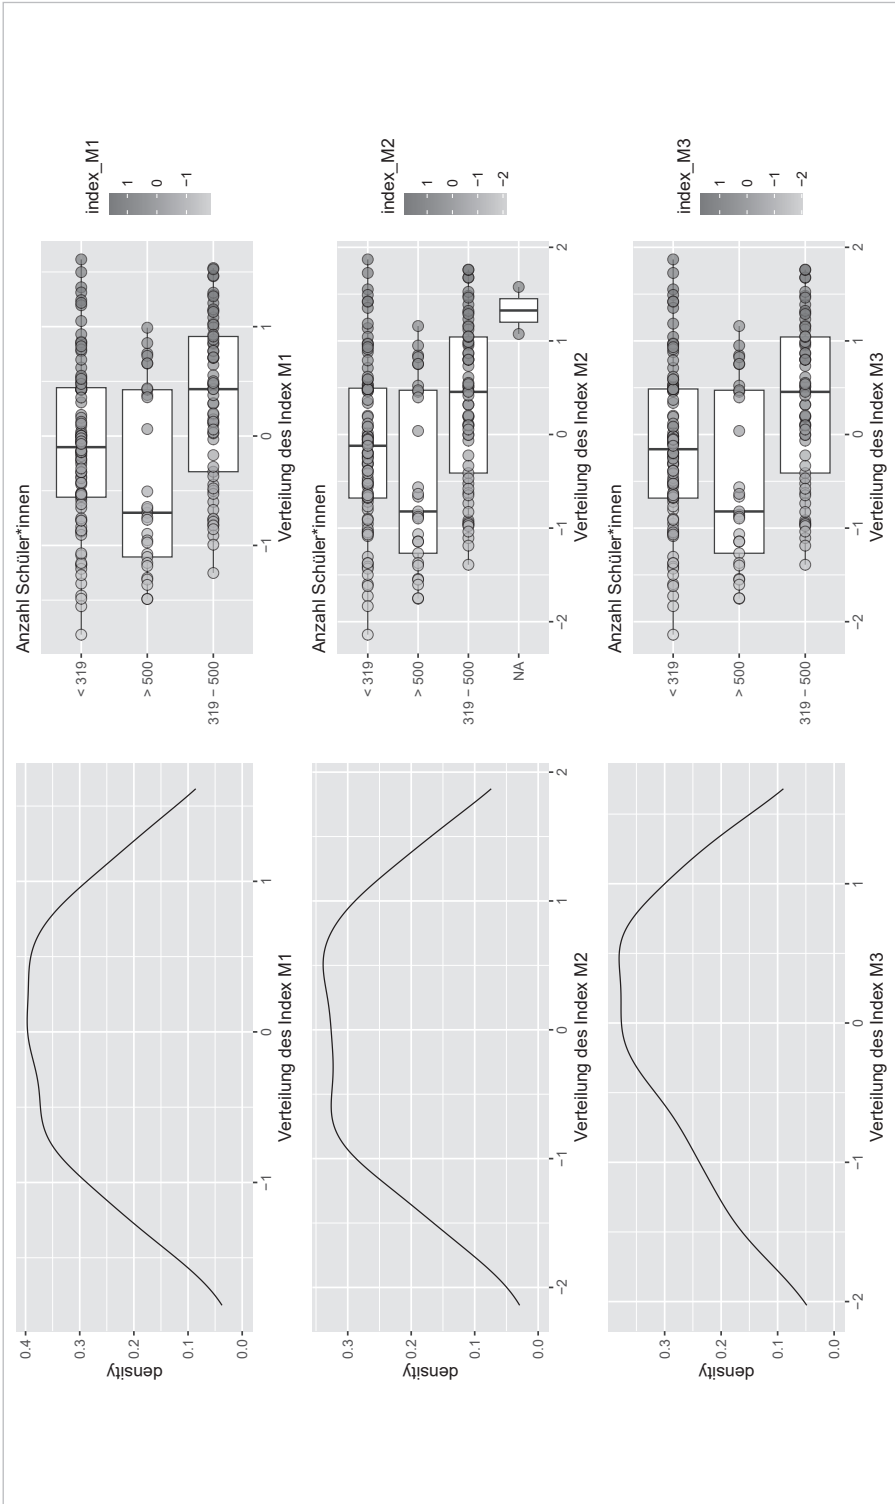 density
0.4
0.3
0.2
0.1
0.0
−1 0 1
Verteilung des Index M1
Anzahl Schüler*innen
< 319
> 500
319 − 500
−1 0 1
Verteilung des Index M1
index_M1
1
0
−1
density
0.3
0.2
0.1
0.0
−2 −1 0 1 2
Verteilung des Index M2
Anzahl Schüler*innen
< 319
> 500
319 − 500
NA
−2 −1 0 1 2
Verteilung des Index M2
index_M2
1
0
−1
−2
density
0.3
0.2
0.1
0.0
−2 −1 0 1
Verteilung des Index M3
Anzahl Schüler*innen
< 319
> 500
319 − 500
−2 −1 0 1 2
Verteilung des Index M3
index_M3
1
0
−1
−2